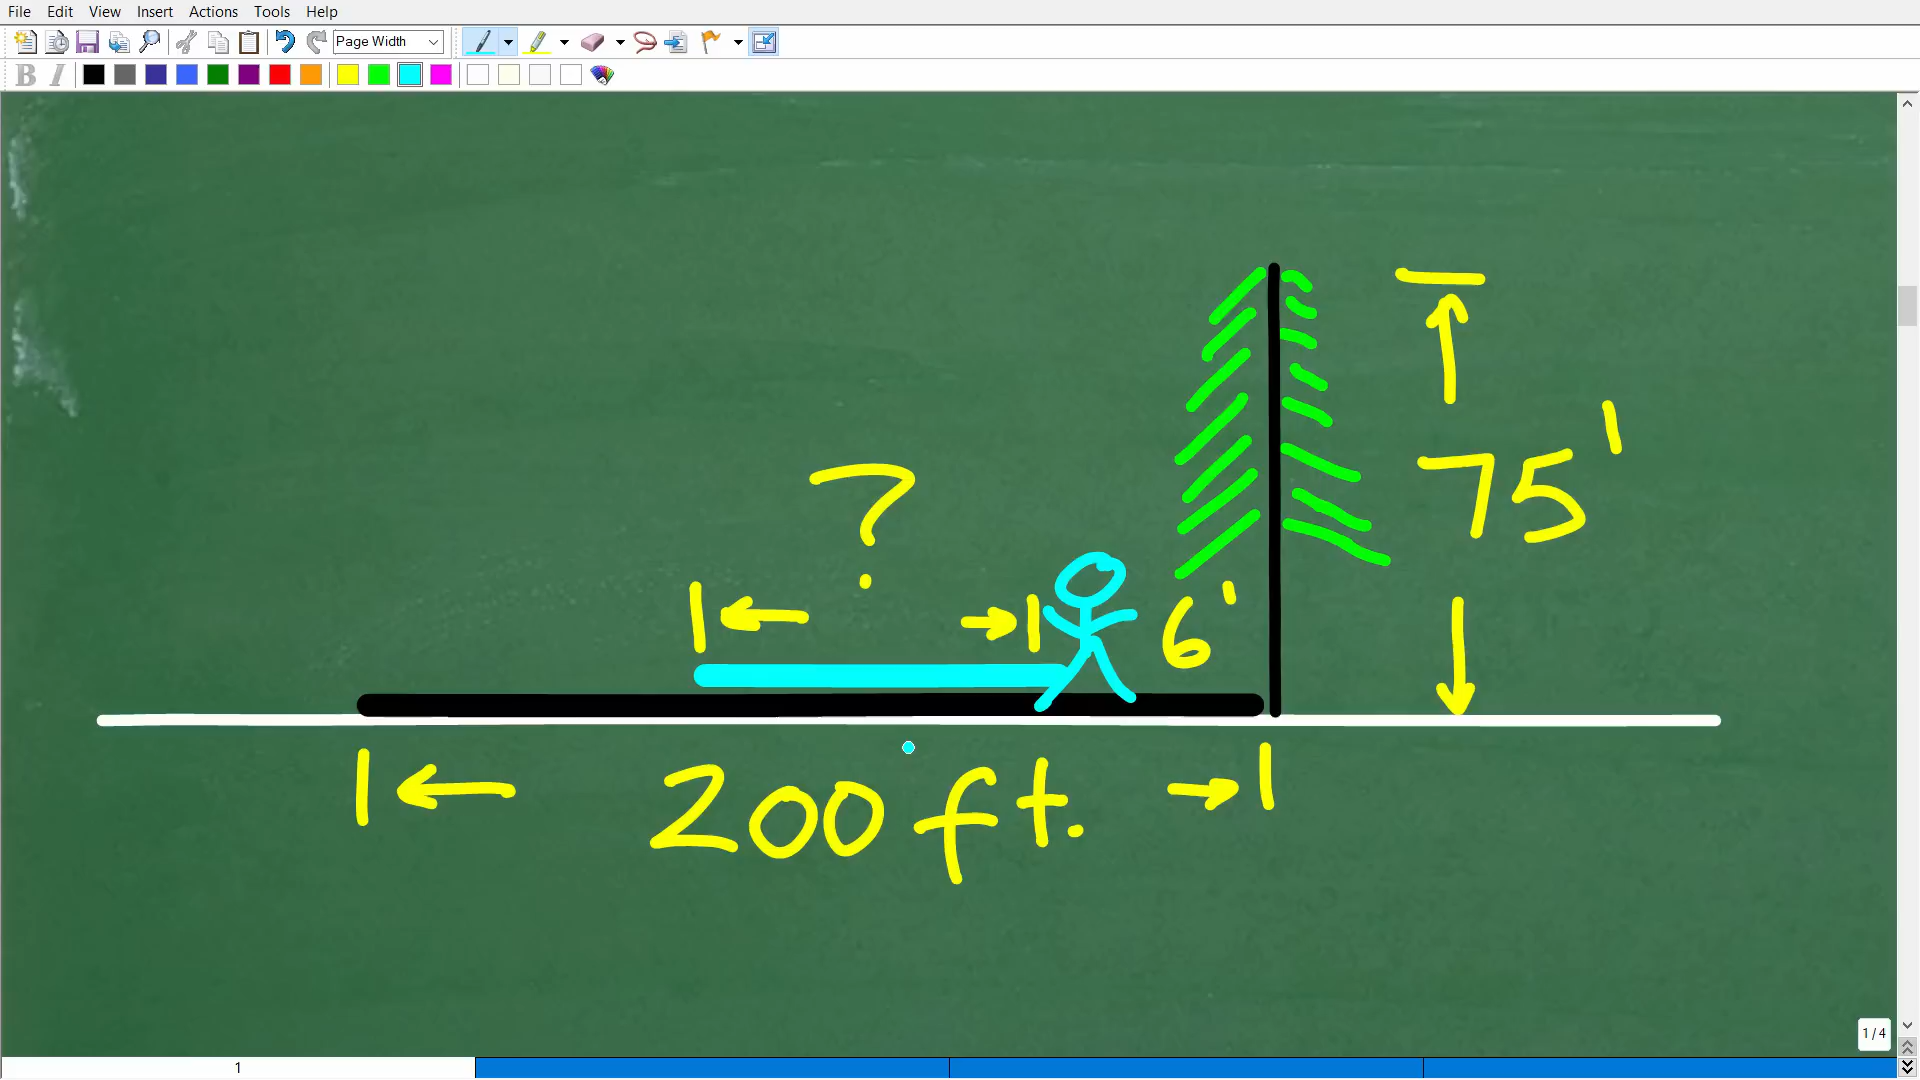 File Edit View Insert Actions Tools Help
Page Width
B I
75'
?
6'
200 ft.
1 / 4
1